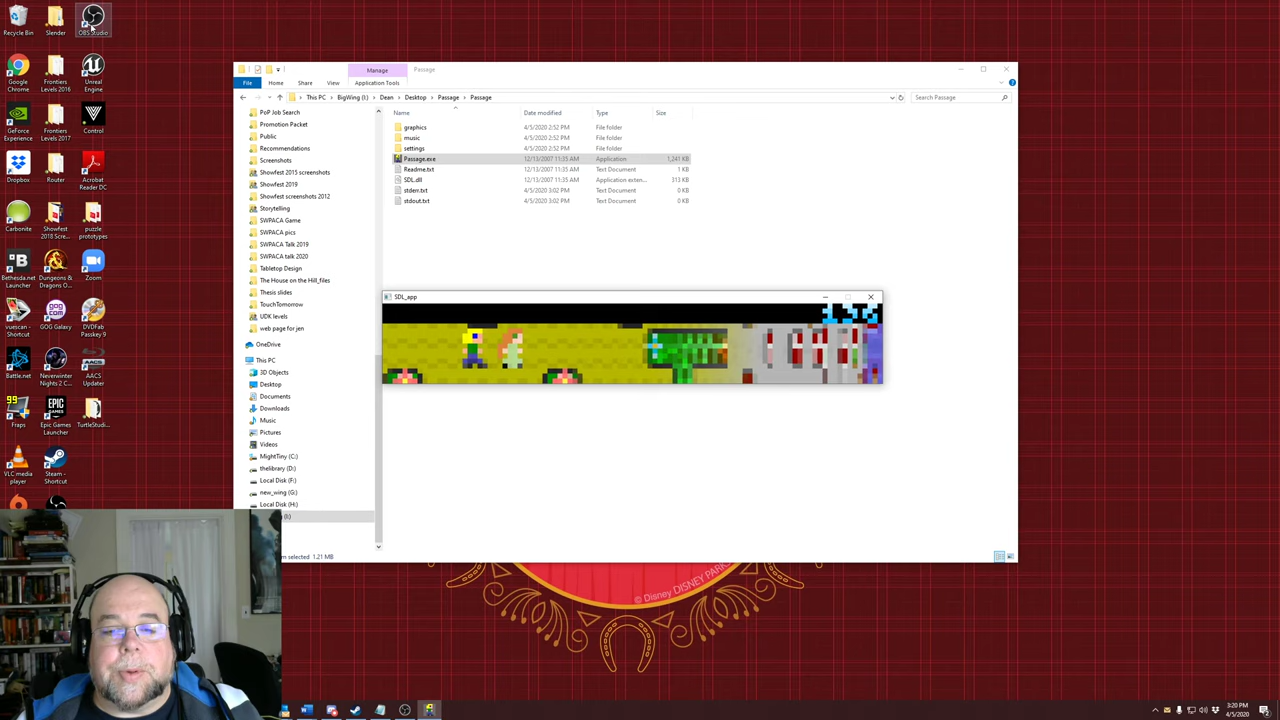 Recycle Bin
Slender
OBS Studio
Google
Chrome
Frontiers
Levels 2016
Unreal
Engine
GeForce
Experience
Frontiers
Levels 2017
Control
Dropbox
Router
Acrobat
Reader DC
Carbonite
Showfest
2018 Scre...
puzzle
prototypes
Bethesda.net
Launcher
Dungeons &
Dragons O...
Zoom
vuescan -
Shortcut
GOG Galaxy
DVDFab
Passkey 9
Battle.net
Neverwinter
Nights 2 C...
AACS
Updater
99
Fraps
Epic Games
Launcher
TurtleStudi...
VLC media
player
Steam -
Shortcut
Manage
Passage
File
Home
Share
View
Application Tools
This PC
BigWing (I:)
Dean
Desktop
Passage
Passage
Search Passage
Name
Date modified
Type
Size
graphics
4/5/2020 2:52 PM
File folder
music
4/5/2020 2:52 PM
File folder
settings
4/5/2020 2:52 PM
File folder
Passage.exe
12/13/2007 11:35 AM
Application
1,241 KB
Readme.txt
12/13/2007 11:35 AM
Text Document
1 KB
SDL.dll
12/13/2007 11:35 AM
Application exten...
313 KB
stderr.txt
4/5/2020 3:02 PM
Text Document
0 KB
stdout.txt
4/5/2020 3:02 PM
Text Document
0 KB
PoP Job Search
Promotion Packet
Public
Recommendations
Screenshots
Showfest 2015 screenshots
Showfest 2019
Showfest screenshots 2012
Storytelling
SWPACA Game
SWPACA pics
SWPACA Talk 2019
SWPACA talk 2020
Tabletop Design
The House on the Hill_files
Thesis slides
TouchTomorrow
UDK levels
web page for jen
OneDrive
This PC
3D Objects
Desktop
Documents
Downloads
Music
Pictures
Videos
MightTiny (C:)
thelibrary (D:)
Local Disk (F:)
new_wing (G:)
Local Disk (H:)
(I:)
selected 1.21 MB
SDL_app
© Disney DISNEY PARKS
3:20 PM
4/5/2020